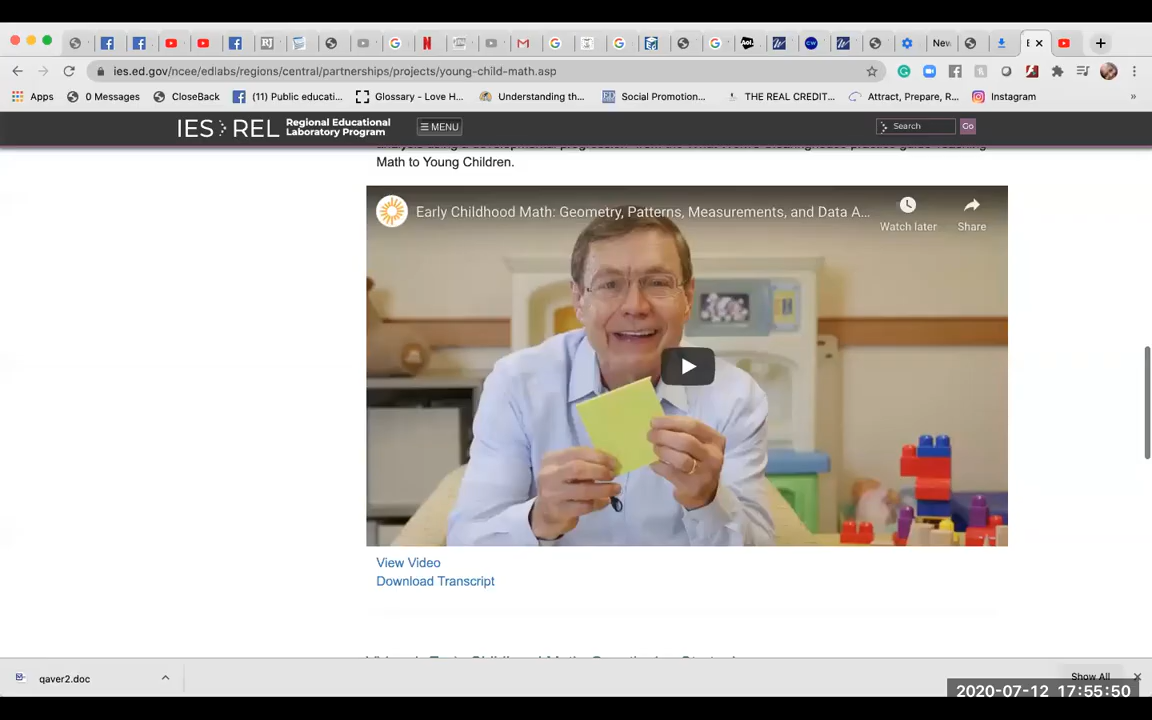 New
E
ies.ed.gov/ncee/edlabs/regions/central/partnerships/projects/young-child-math.asp
Apps
0 Messages
CloseBack
(11) Public educati...
Glossary - Love H...
Understanding th...
Social Promotion...
THE REAL CREDIT...
Attract, Prepare, R...
Instagram
»
IES REL Regional Educational
Laboratory Program
MENU
Search
Go
Math to Young Children.
Early Childhood Math: Geometry, Patterns, Measurements, and Data A...
Watch later
Share
View Video
Download Transcript
qaver2.doc
Show All
2020-07-12 17:55:50